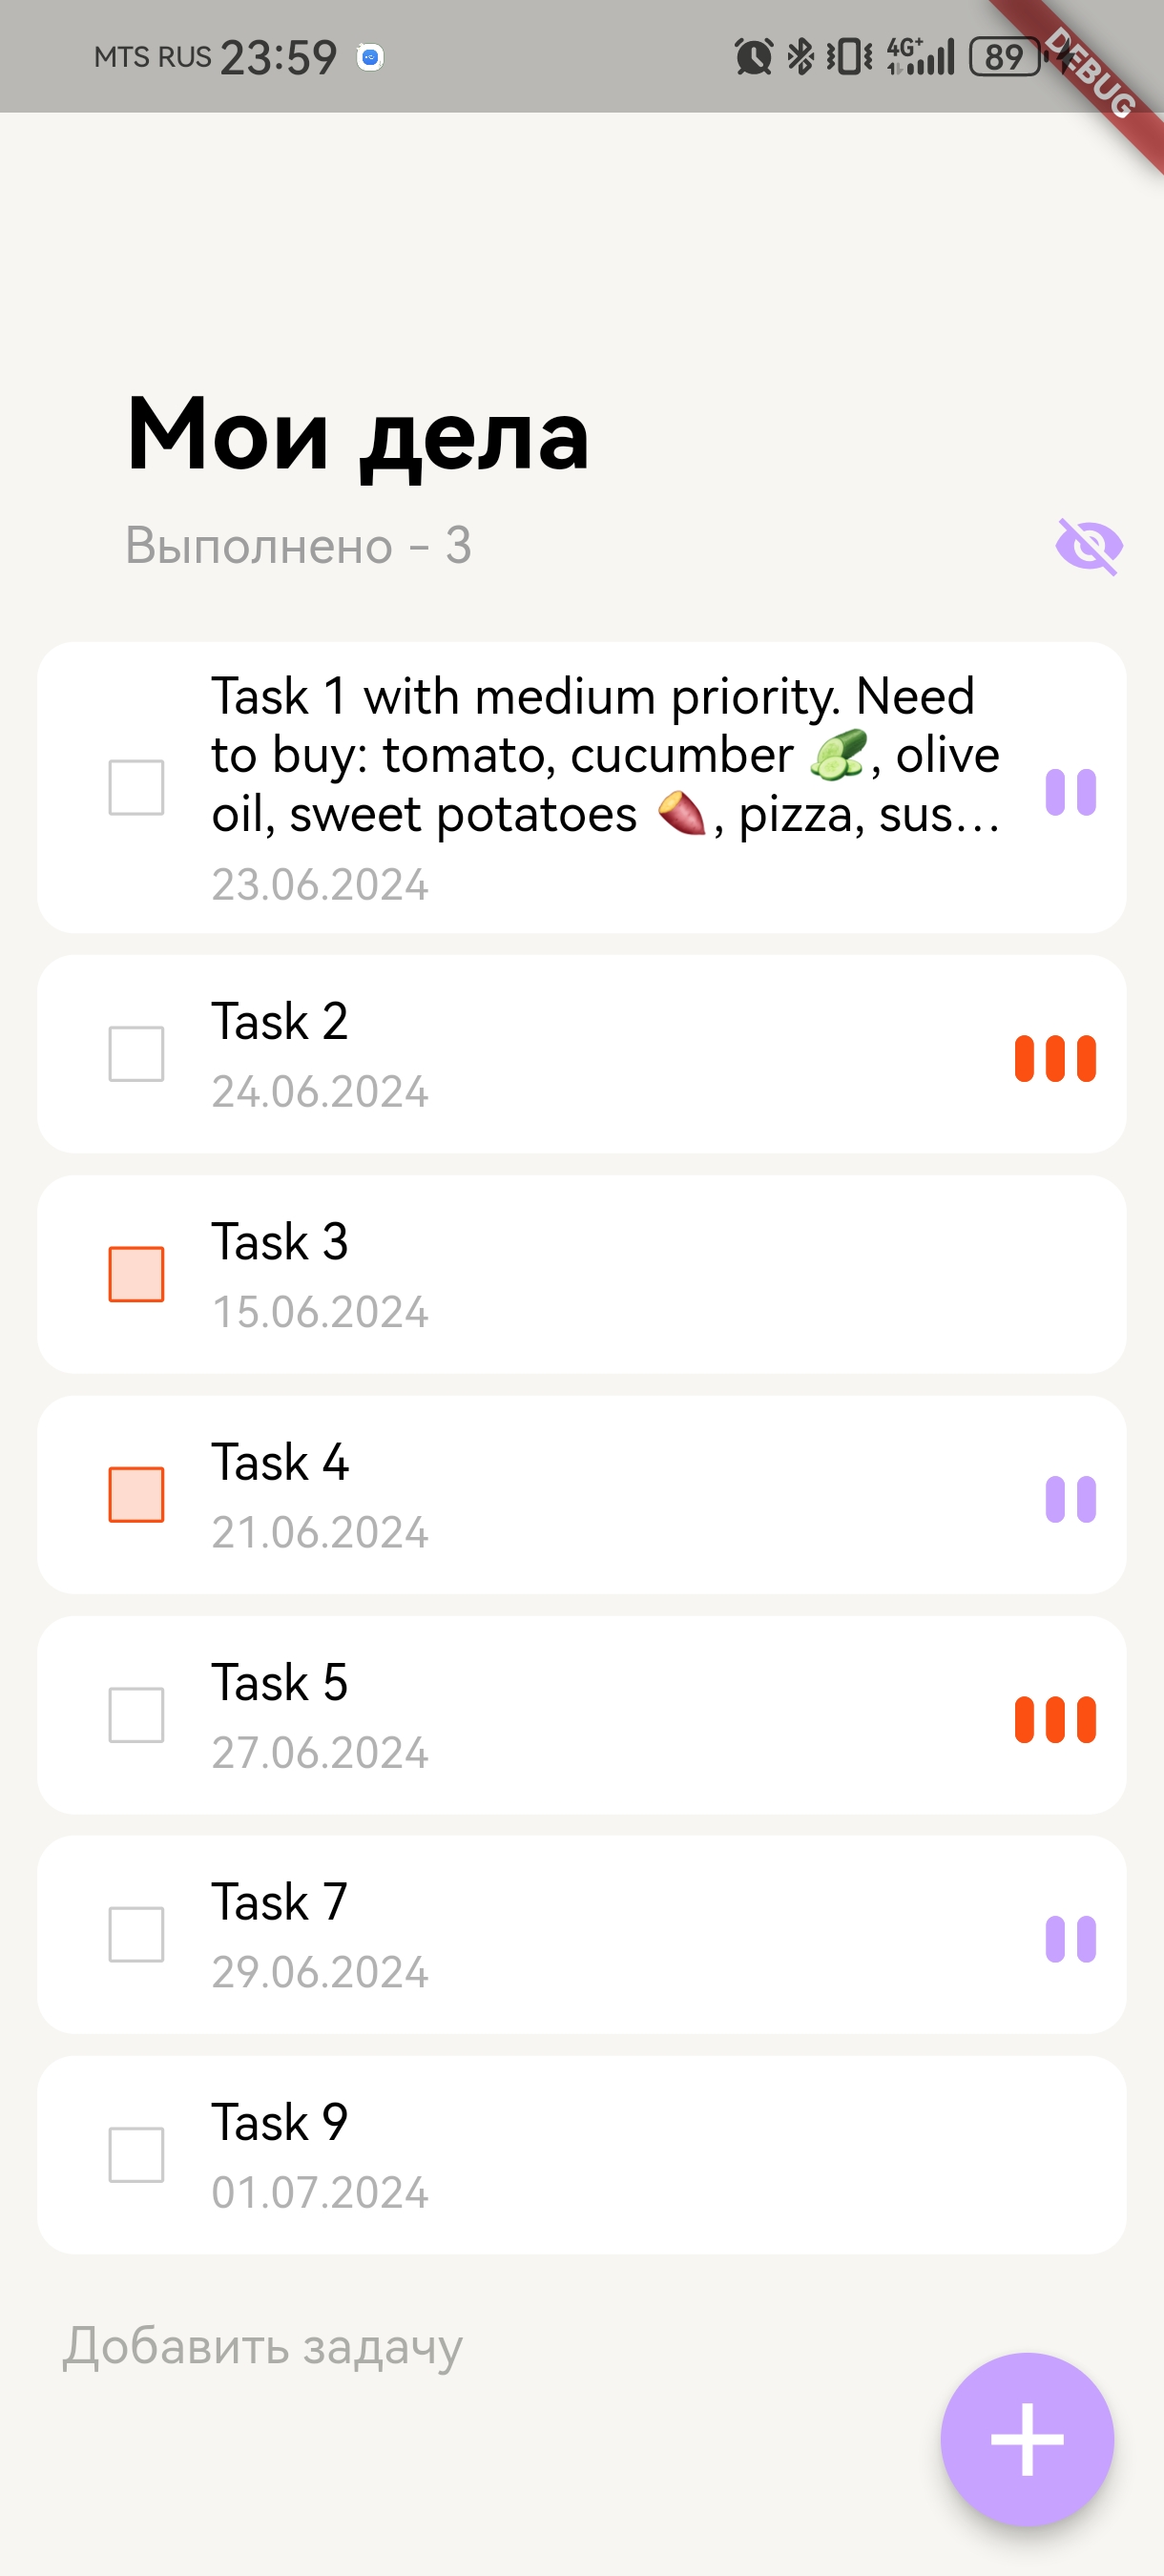 MTS RUS 23:59 4G+ 89
DEBUG
Мои дела
Выполнено - 3
Task 1 with medium priority. Need
to buy: tomato, cucumber 🥒, olive
oil, sweet potatoes 🍠, pizza, sus...
23.06.2024
Task 2
24.06.2024
Task 3
15.06.2024
Task 4
21.06.2024
Task 5
27.06.2024
Task 7
29.06.2024
Task 9
01.07.2024
Добавить задачу